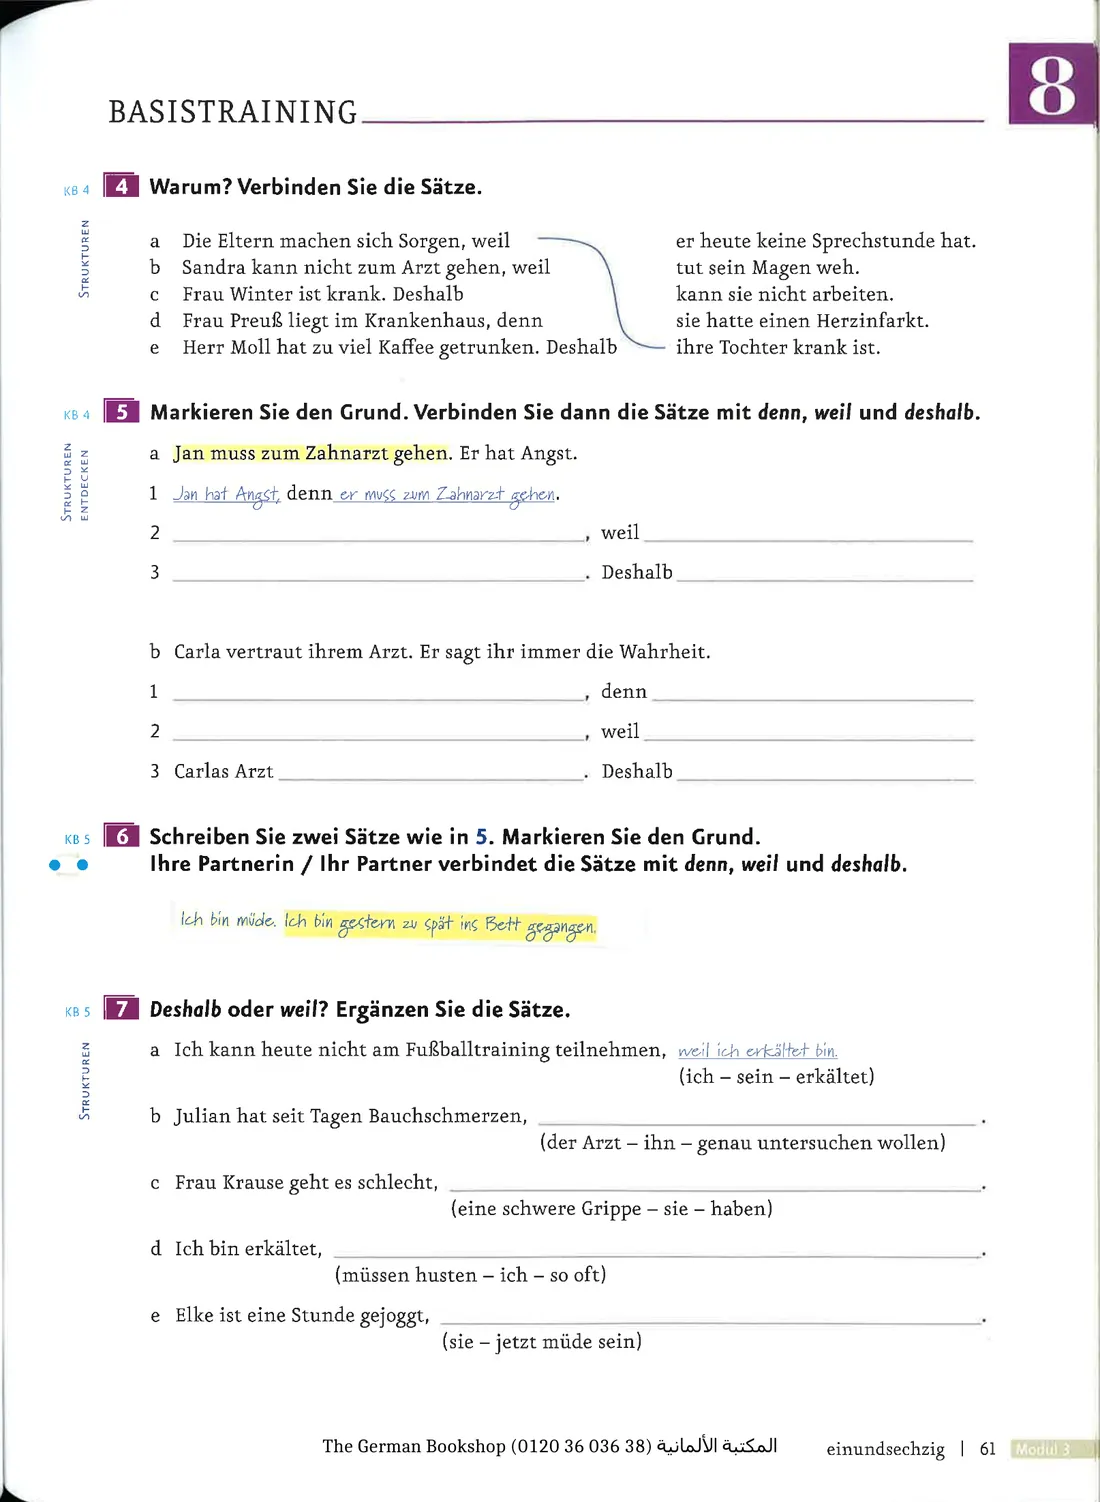 8
BASISTRAINING
KB 4 4 Warum? Verbinden Sie die Sätze.
STRUKTUREN
a Die Eltern machen sich Sorgen, weil er heute keine Sprechstunde hat.
b Sandra kann nicht zum Arzt gehen, weil tut sein Magen weh.
c Frau Winter ist krank. Deshalb kann sie nicht arbeiten.
d Frau Preuß liegt im Krankenhaus, denn sie hatte einen Herzinfarkt.
e Herr Moll hat zu viel Kaffee getrunken. Deshalb ihre Tochter krank ist.
KB 4 5 Markieren Sie den Grund. Verbinden Sie dann die Sätze mit denn, weil und deshalb.
STRUKTUREN
ENTDECKEN
a Jan muss zum Zahnarzt gehen. Er hat Angst.
1 Jan hat Angst, denn er muss zum Zahnarzt gehen.
2 , weil
3 . Deshalb
b Carla vertraut ihrem Arzt. Er sagt ihr immer die Wahrheit.
1 , denn
2 , weil
3 Carlas Arzt . Deshalb
KB 5 6 Schreiben Sie zwei Sätze wie in 5. Markieren Sie den Grund.
Ihre Partnerin / Ihr Partner verbindet die Sätze mit denn, weil und deshalb.
Ich bin müde. Ich bin gestern zu spät ins Bett gegangen.
KB 5 7 Deshalb oder weil? Ergänzen Sie die Sätze.
STRUKTUREN
a Ich kann heute nicht am Fußballtraining teilnehmen, weil ich erkältet bin.
(ich – sein – erkältet)
b Julian hat seit Tagen Bauchschmerzen, .
(der Arzt – ihn – genau untersuchen wollen)
c Frau Krause geht es schlecht, .
(eine schwere Grippe – sie – haben)
d Ich bin erkältet, .
(müssen husten – ich – so oft)
e Elke ist eine Stunde gejoggt, .
(sie – jetzt müde sein)
The German Bookshop (0120 36 036 38) المكتبة الألمانية
einundsechzig | 61 Modul 3